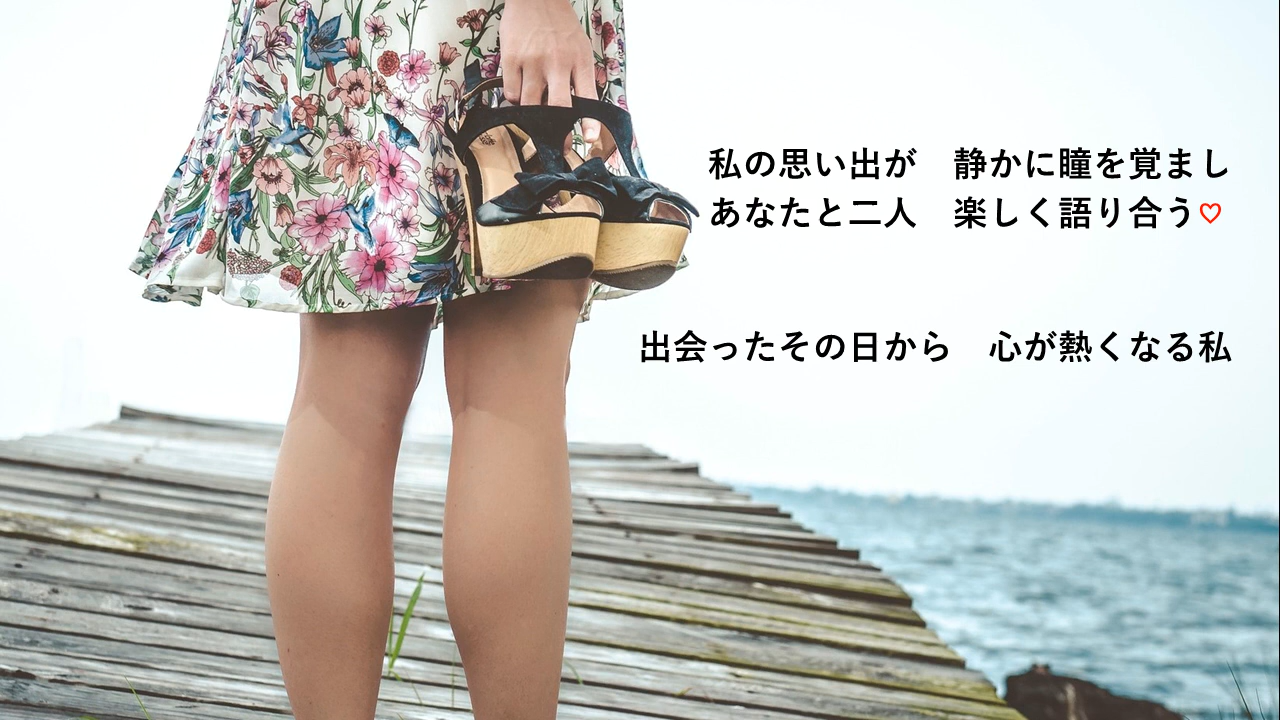 私の思い出が　静かに瞳を覚まし
あなたと二人　楽しく語り合う♡
出会ったその日から　心が熱くなる私